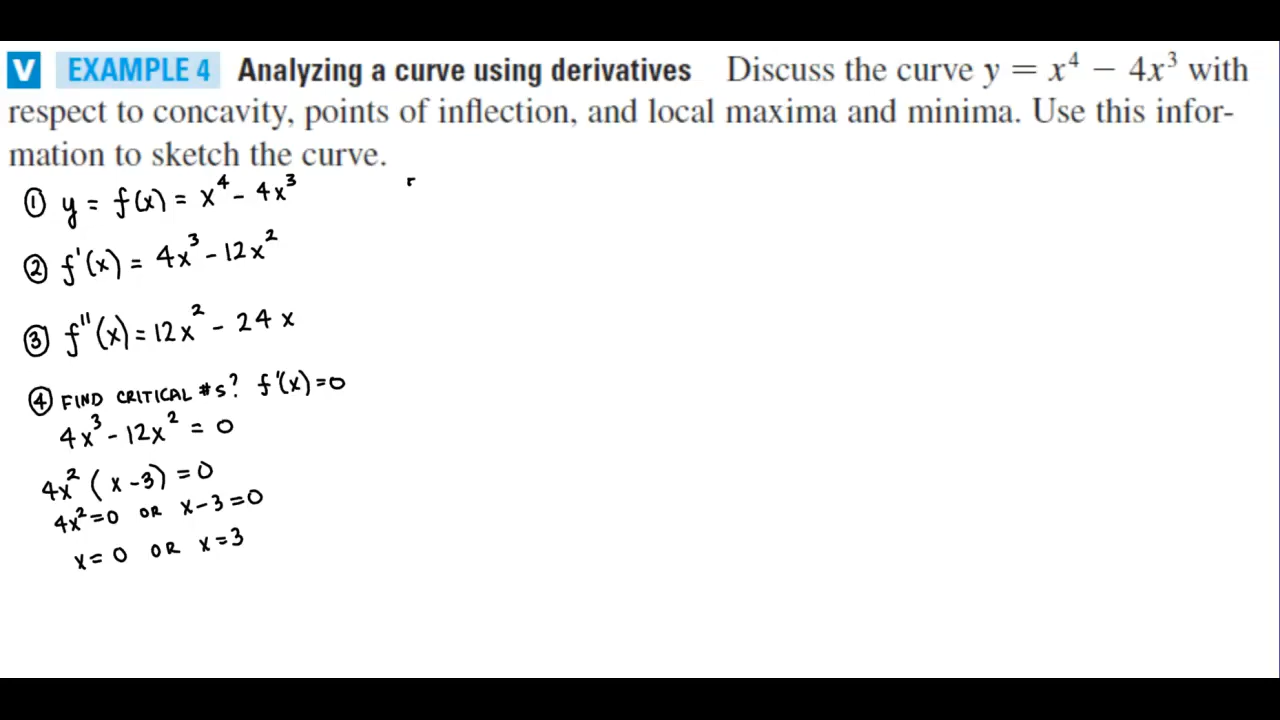 V EXAMPLE 4 Analyzing a curve using derivatives Discuss the curve y = x⁴ − 4x³ with
respect to concavity, points of inflection, and local maxima and minima. Use this infor-
mation to sketch the curve.
① y = f(x) = x⁴ - 4x³
② f'(x) = 4x³ - 12x²
③ f''(x) = 12x² - 24x
④ FIND CRITICAL #S? f'(x) = 0
4x³ - 12x² = 0
4x² (x - 3) = 0
4x² = 0 OR x - 3 = 0
x = 0 OR x = 3